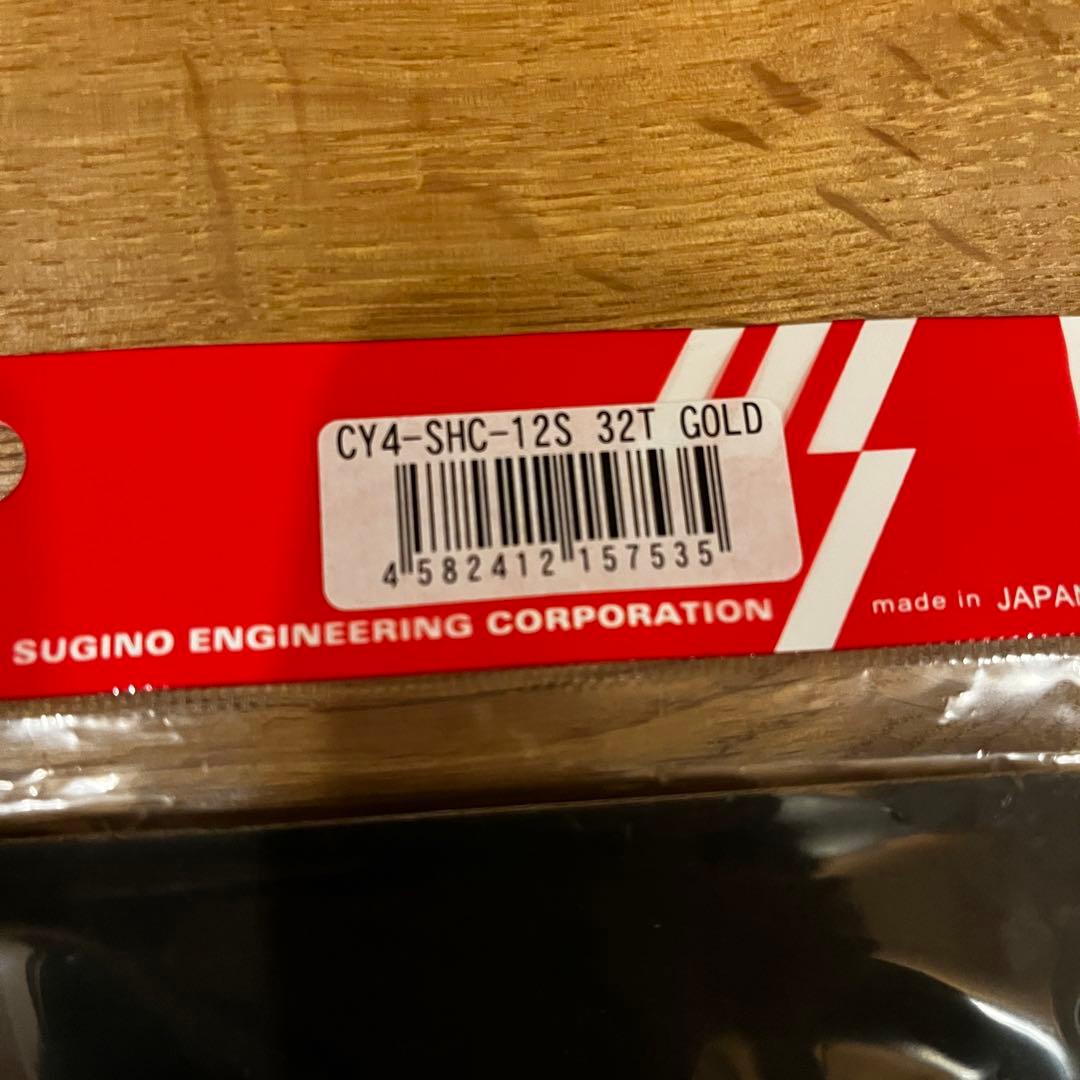 CY4-SHC-12S 32T GOLD
4 582412 157535
SUGINO ENGINEERING CORPORATION
made in JAPAN